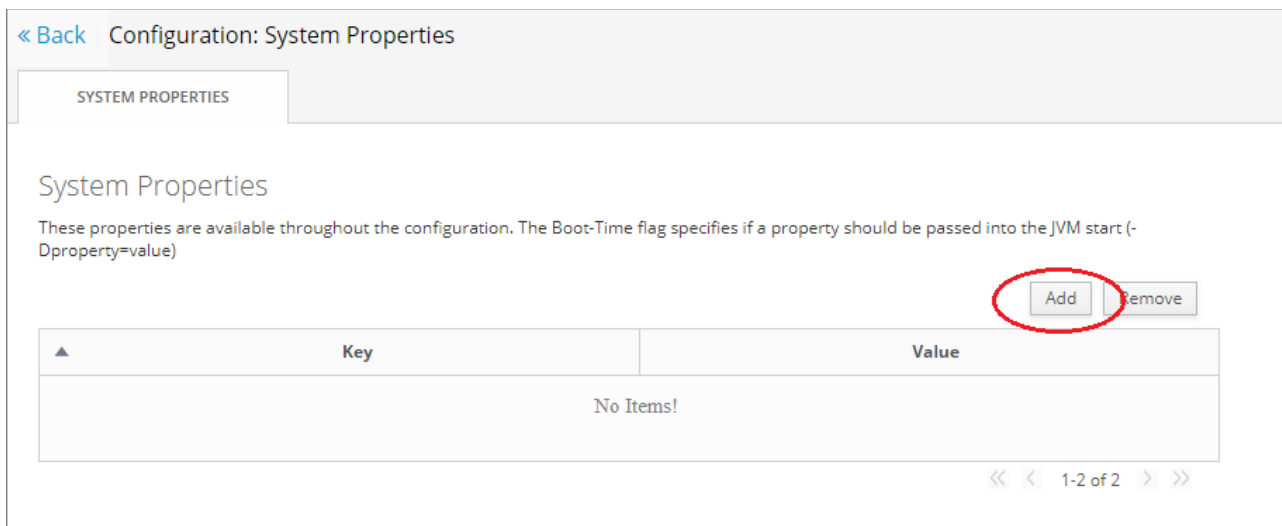 « Back Configuration: System Properties
SYSTEM PROPERTIES
System Properties
These properties are available throughout the configuration. The Boot-Time flag specifies if a property should be passed into the JVM start (-
Dproperty=value)
Add Remove
Key Value
No Items!
« < 1-2 of 2 > »